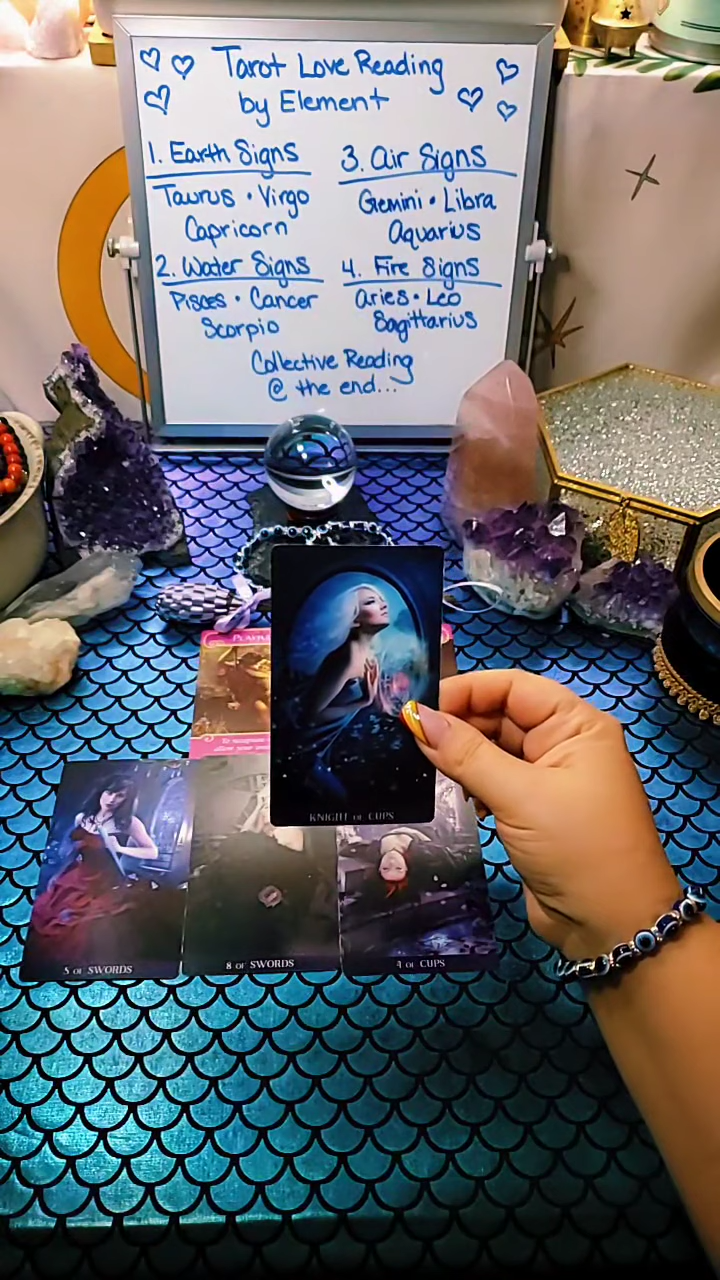 Tarot Love Reading
by Element
1. Earth Signs
Taurus • Virgo
Capricorn
2. Water Signs
Pisces • Cancer
Scorpio
3. Air Signs
Gemini • Libra
Aquarius
4. Fire Signs
Aries • Leo
Sagittarius
Collective Reading
@ the end...
KNIGHT OF CUPS
5 OF SWORDS
8 OF SWORDS
4 OF CUPS